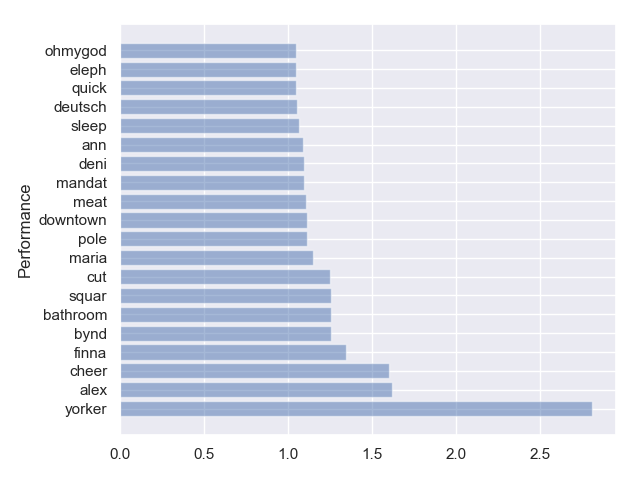 ohmygod
eleph
quick
deutsch
sleep
ann
deni
mandat
meat
downtown
pole
maria
cut
squar
bathroom
bynd
finna
cheer
alex
yorker
Performance
0.0 0.5 1.0 1.5 2.0 2.5